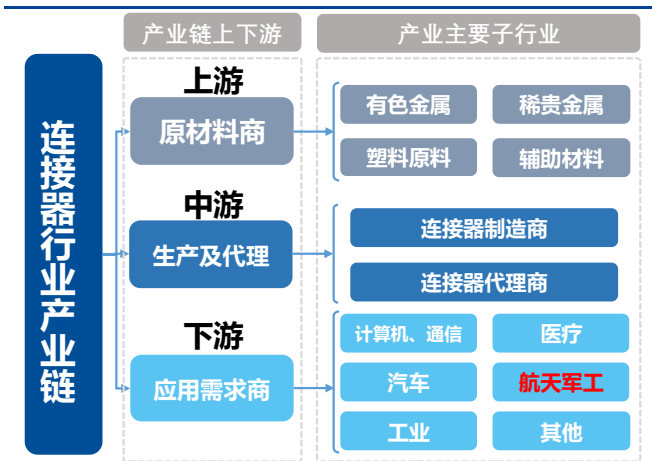 产业链上下游
产业主要子行业
连接器行业产业链
上游
原材料商
有色金属
稀贵金属
塑料原料
辅助材料
中游
生产及代理
连接器制造商
连接器代理商
下游
应用需求商
计算机、通信
医疗
汽车
航天军工
工业
其他